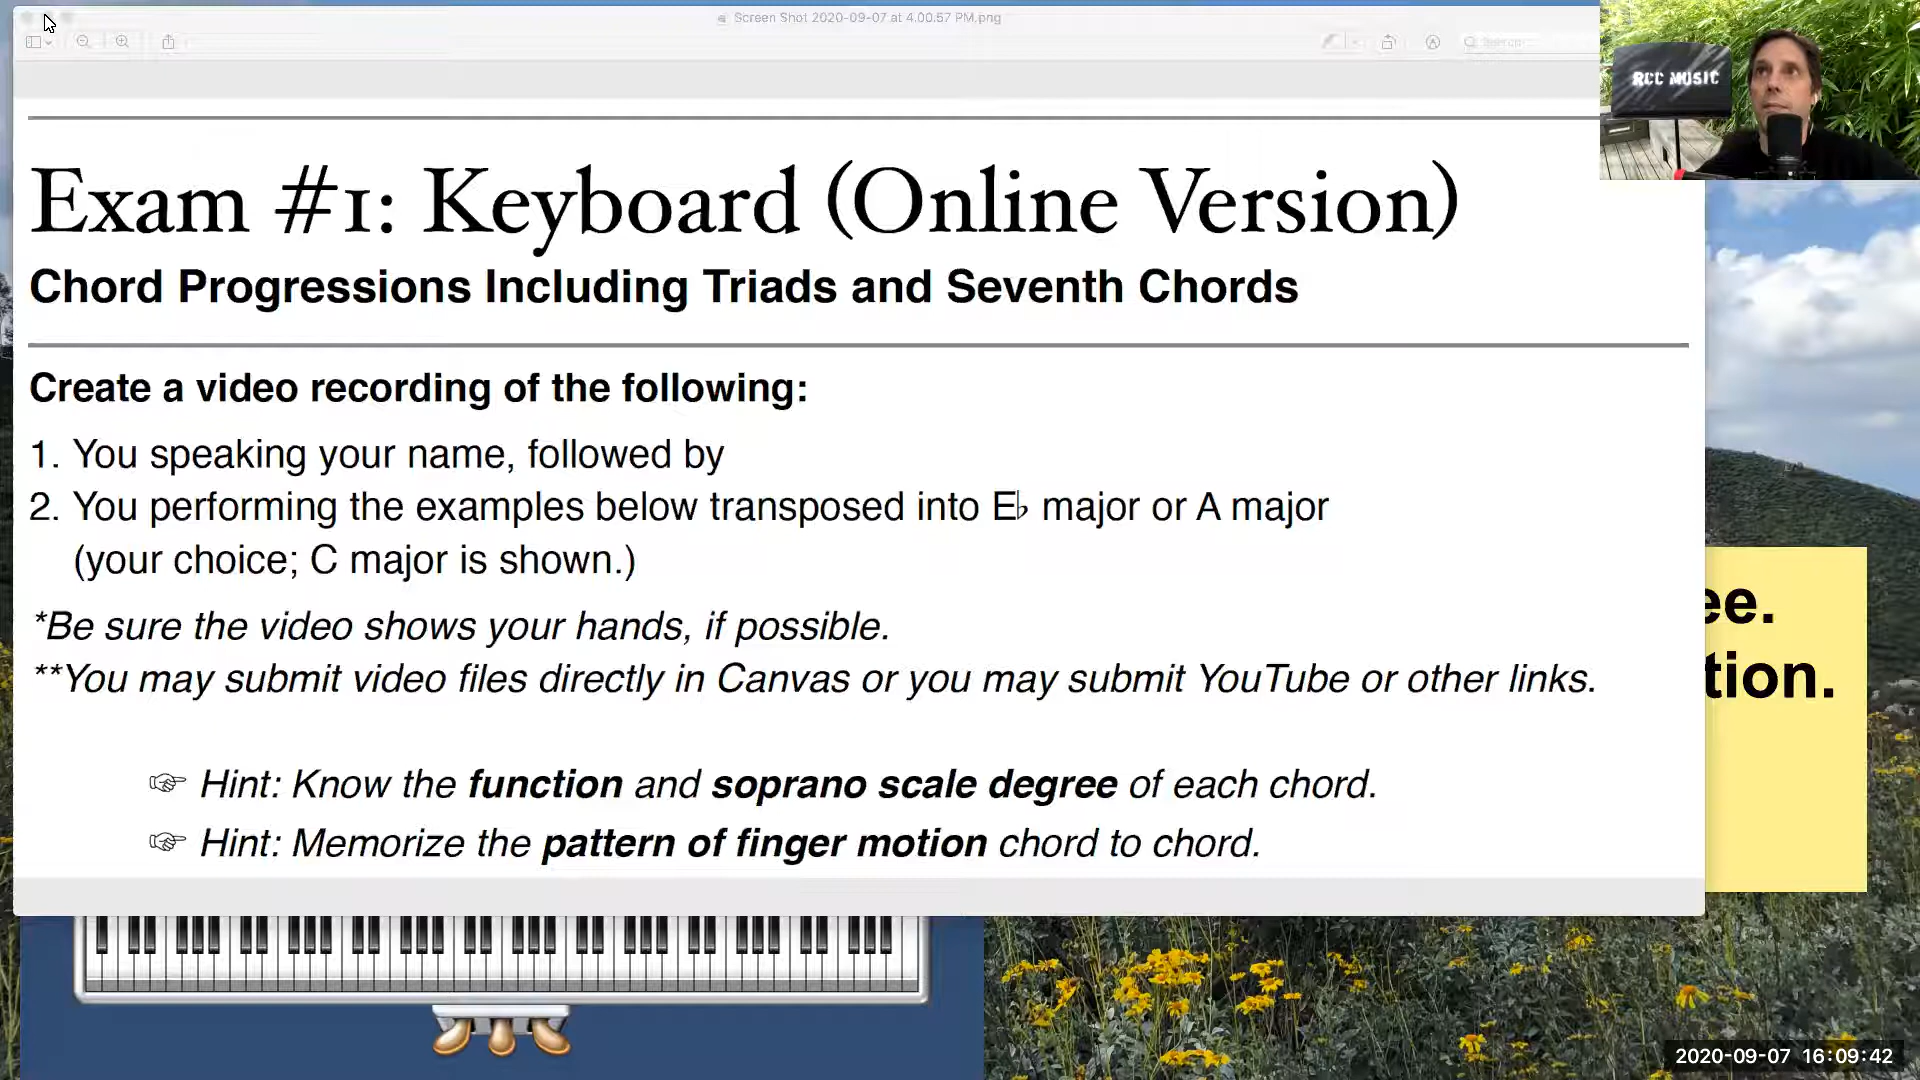 Screen Shot 2020-09-07 at 4.00.57 PM.png
RCC MUSIC
Exam #1: Keyboard (Online Version)
Chord Progressions Including Triads and Seventh Chords
Create a video recording of the following:
1. You speaking your name, followed by
2. You performing the examples below transposed into E♭ major or A major
(your choice; C major is shown.)
*Be sure the video shows your hands, if possible.
**You may submit video files directly in Canvas or you may submit YouTube or other links.
☞ Hint: Know the function and soprano scale degree of each chord.
☞ Hint: Memorize the pattern of finger motion chord to chord.
ee.
tion.
2020-09-07 16:09:42